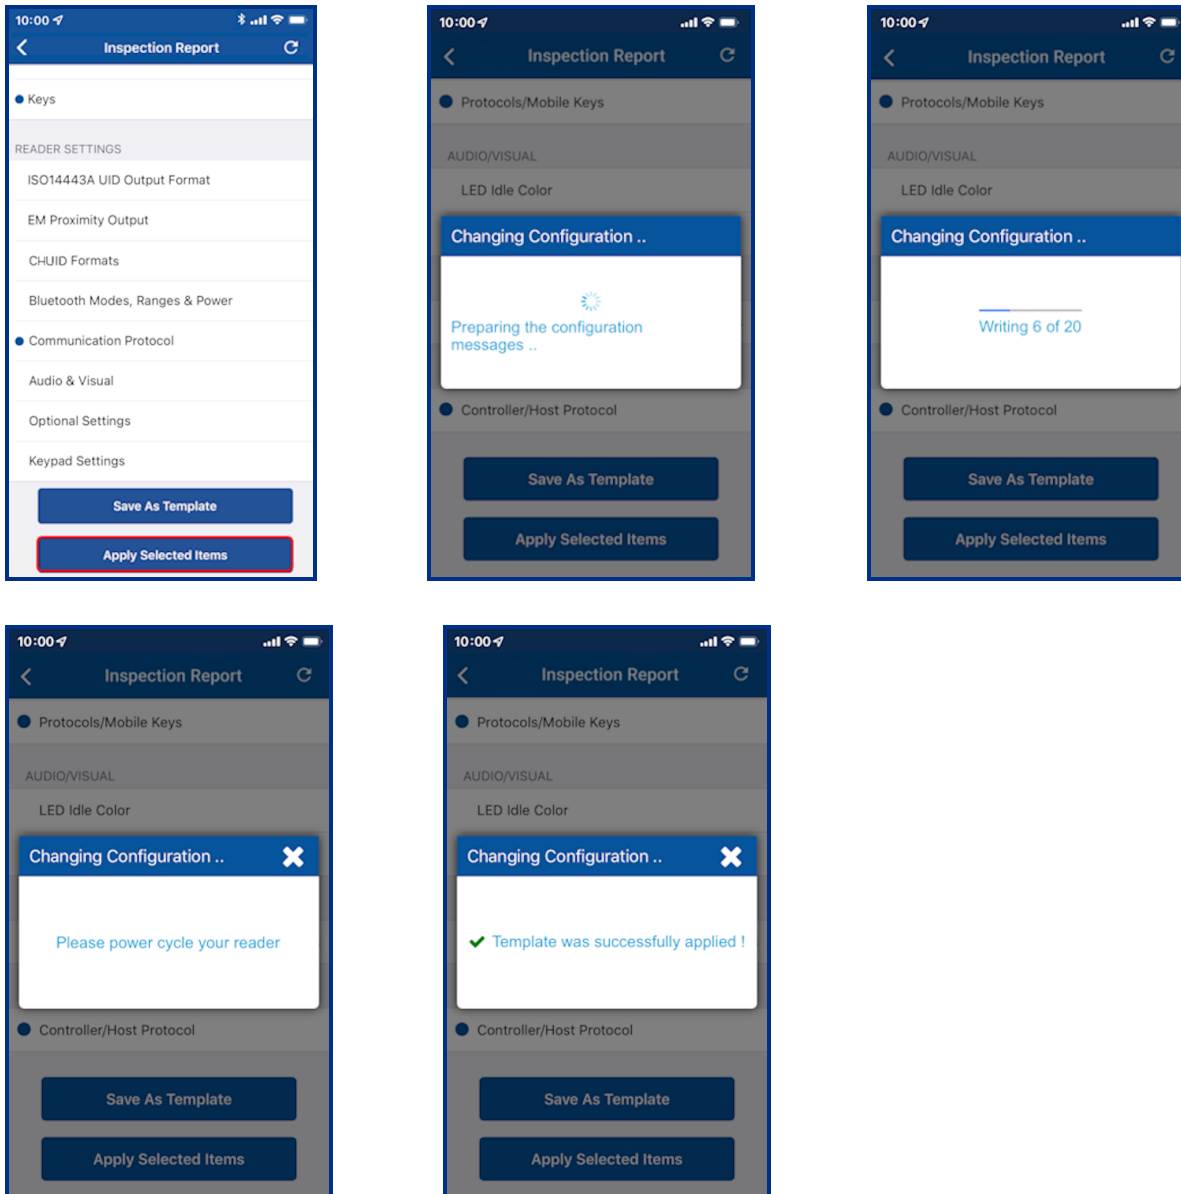 10:00
Inspection Report
Keys
READER SETTINGS
ISO14443A UID Output Format
EM Proximity Output
CHUID Formats
Bluetooth Modes, Ranges & Power
Communication Protocol
Audio & Visual
Optional Settings
Keypad Settings
Save As Template
Apply Selected Items
10:00
Inspection Report
Protocols/Mobile Keys
AUDIO/VISUAL
LED Idle Color
Changing Configuration ..
Preparing the configuration
messages ..
Controller/Host Protocol
Save As Template
Apply Selected Items
10:00
Inspection Report
Protocols/Mobile Keys
AUDIO/VISUAL
LED Idle Color
Changing Configuration ..
Writing 6 of 20
Controller/Host Protocol
Save As Template
Apply Selected Items
10:00
Inspection Report
Protocols/Mobile Keys
AUDIO/VISUAL
LED Idle Color
Changing Configuration ..
Please power cycle your reader
Controller/Host Protocol
Save As Template
Apply Selected Items
10:00
Inspection Report
Protocols/Mobile Keys
AUDIO/VISUAL
LED Idle Color
Changing Configuration ..
Template was successfully applied !
Controller/Host Protocol
Save As Template
Apply Selected Items